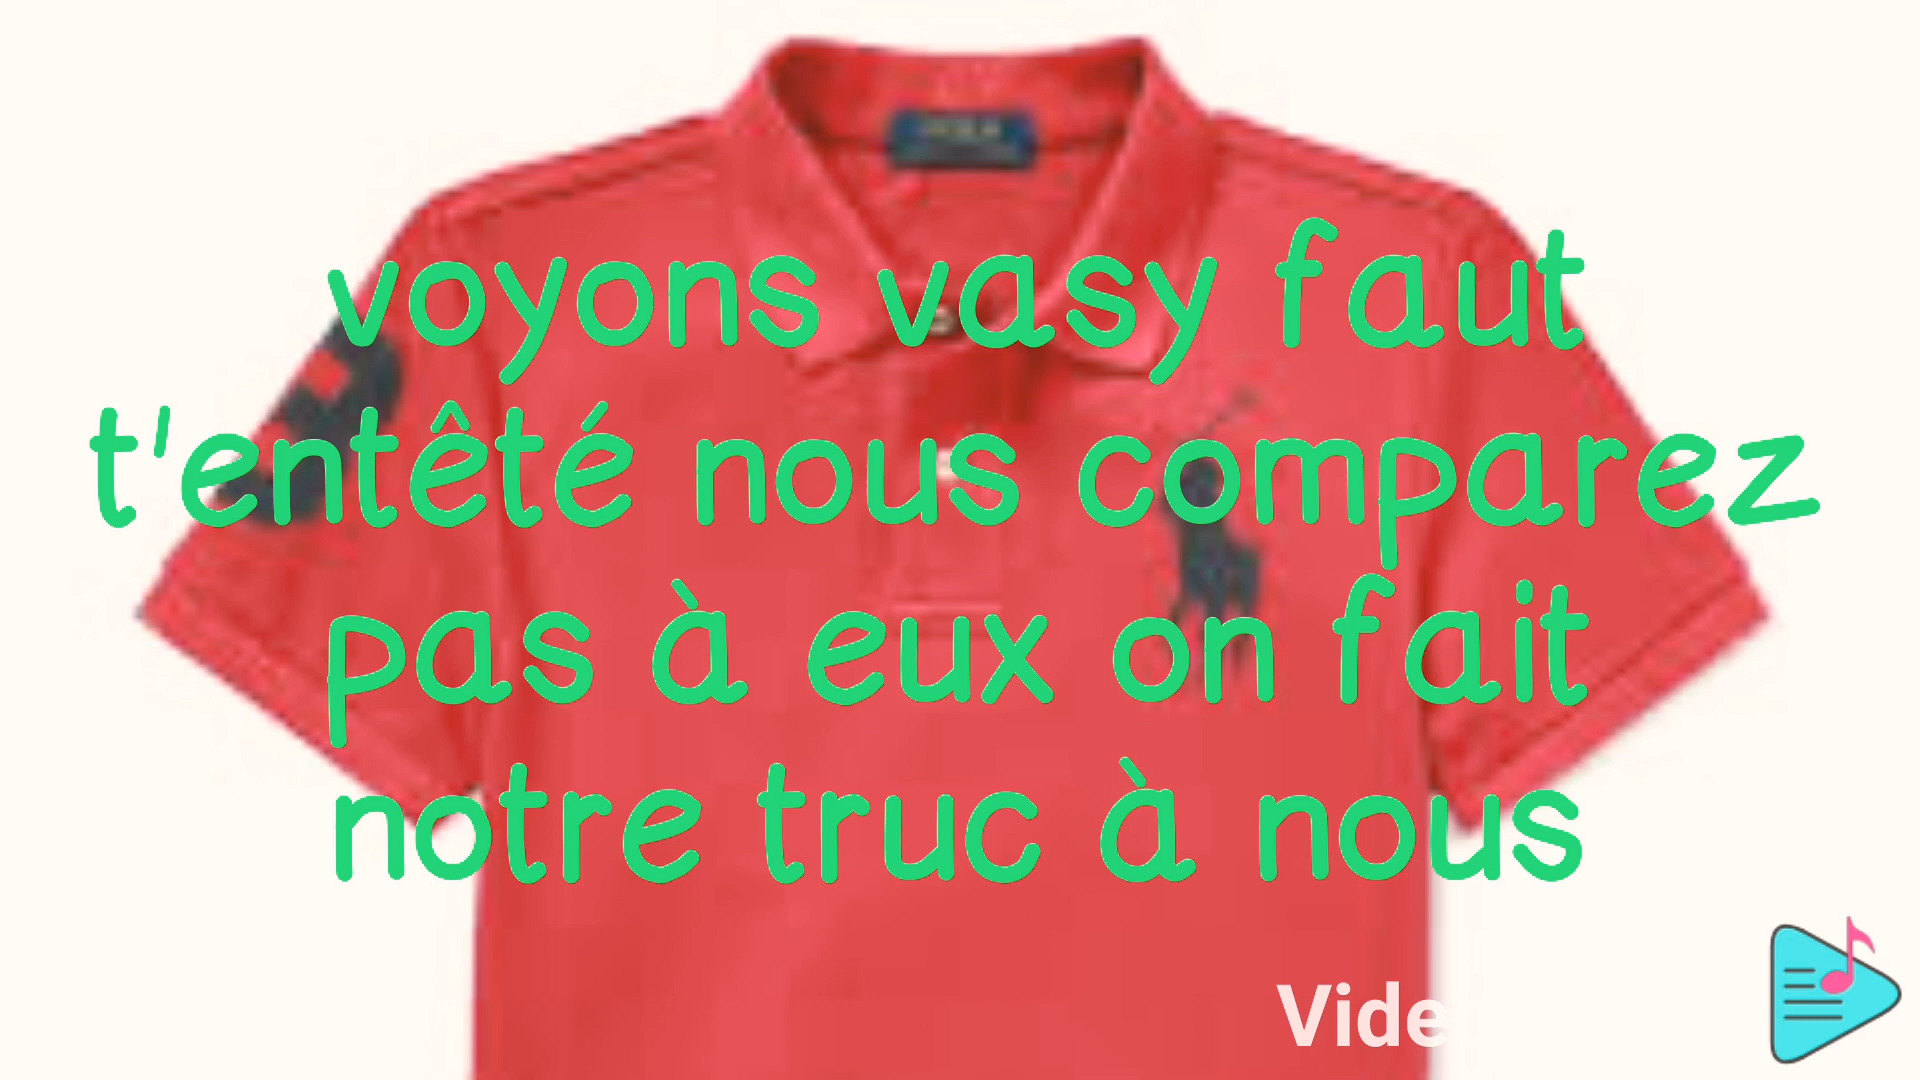 voyons vasy faut
t'entêté nous comparez
pas à eux on fait
notre truc à nous
Vide